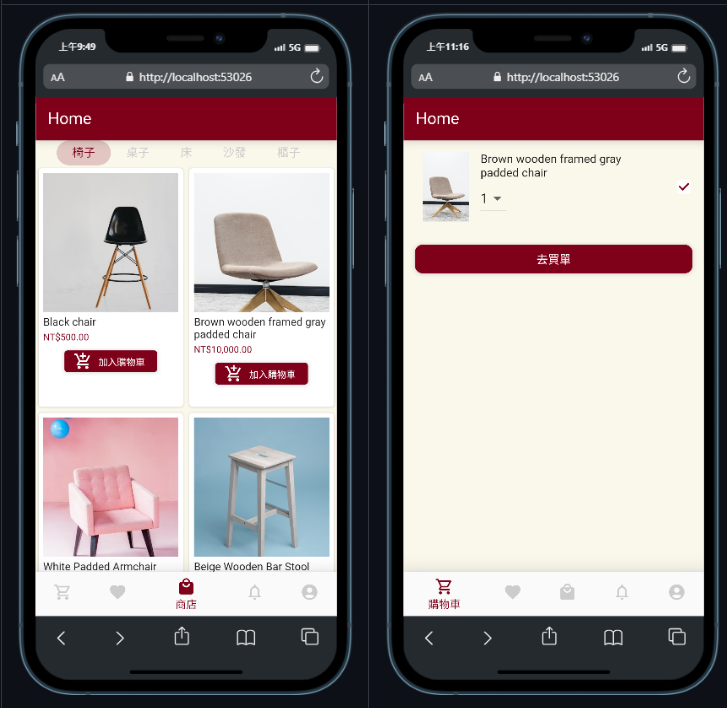 上午9:49
5G
AA
http://localhost:53026
Home
椅子
桌子
床
沙發
櫃子
Black chair
NT$500.00
加入購物車
Brown wooden framed gray
padded chair
NT$10,000.00
加入購物車
White Padded Armchair
Beige Wooden Bar Stool
商店
上午11:16
5G
AA
http://localhost:53026
Home
Brown wooden framed gray
padded chair
1
去買單
購物車